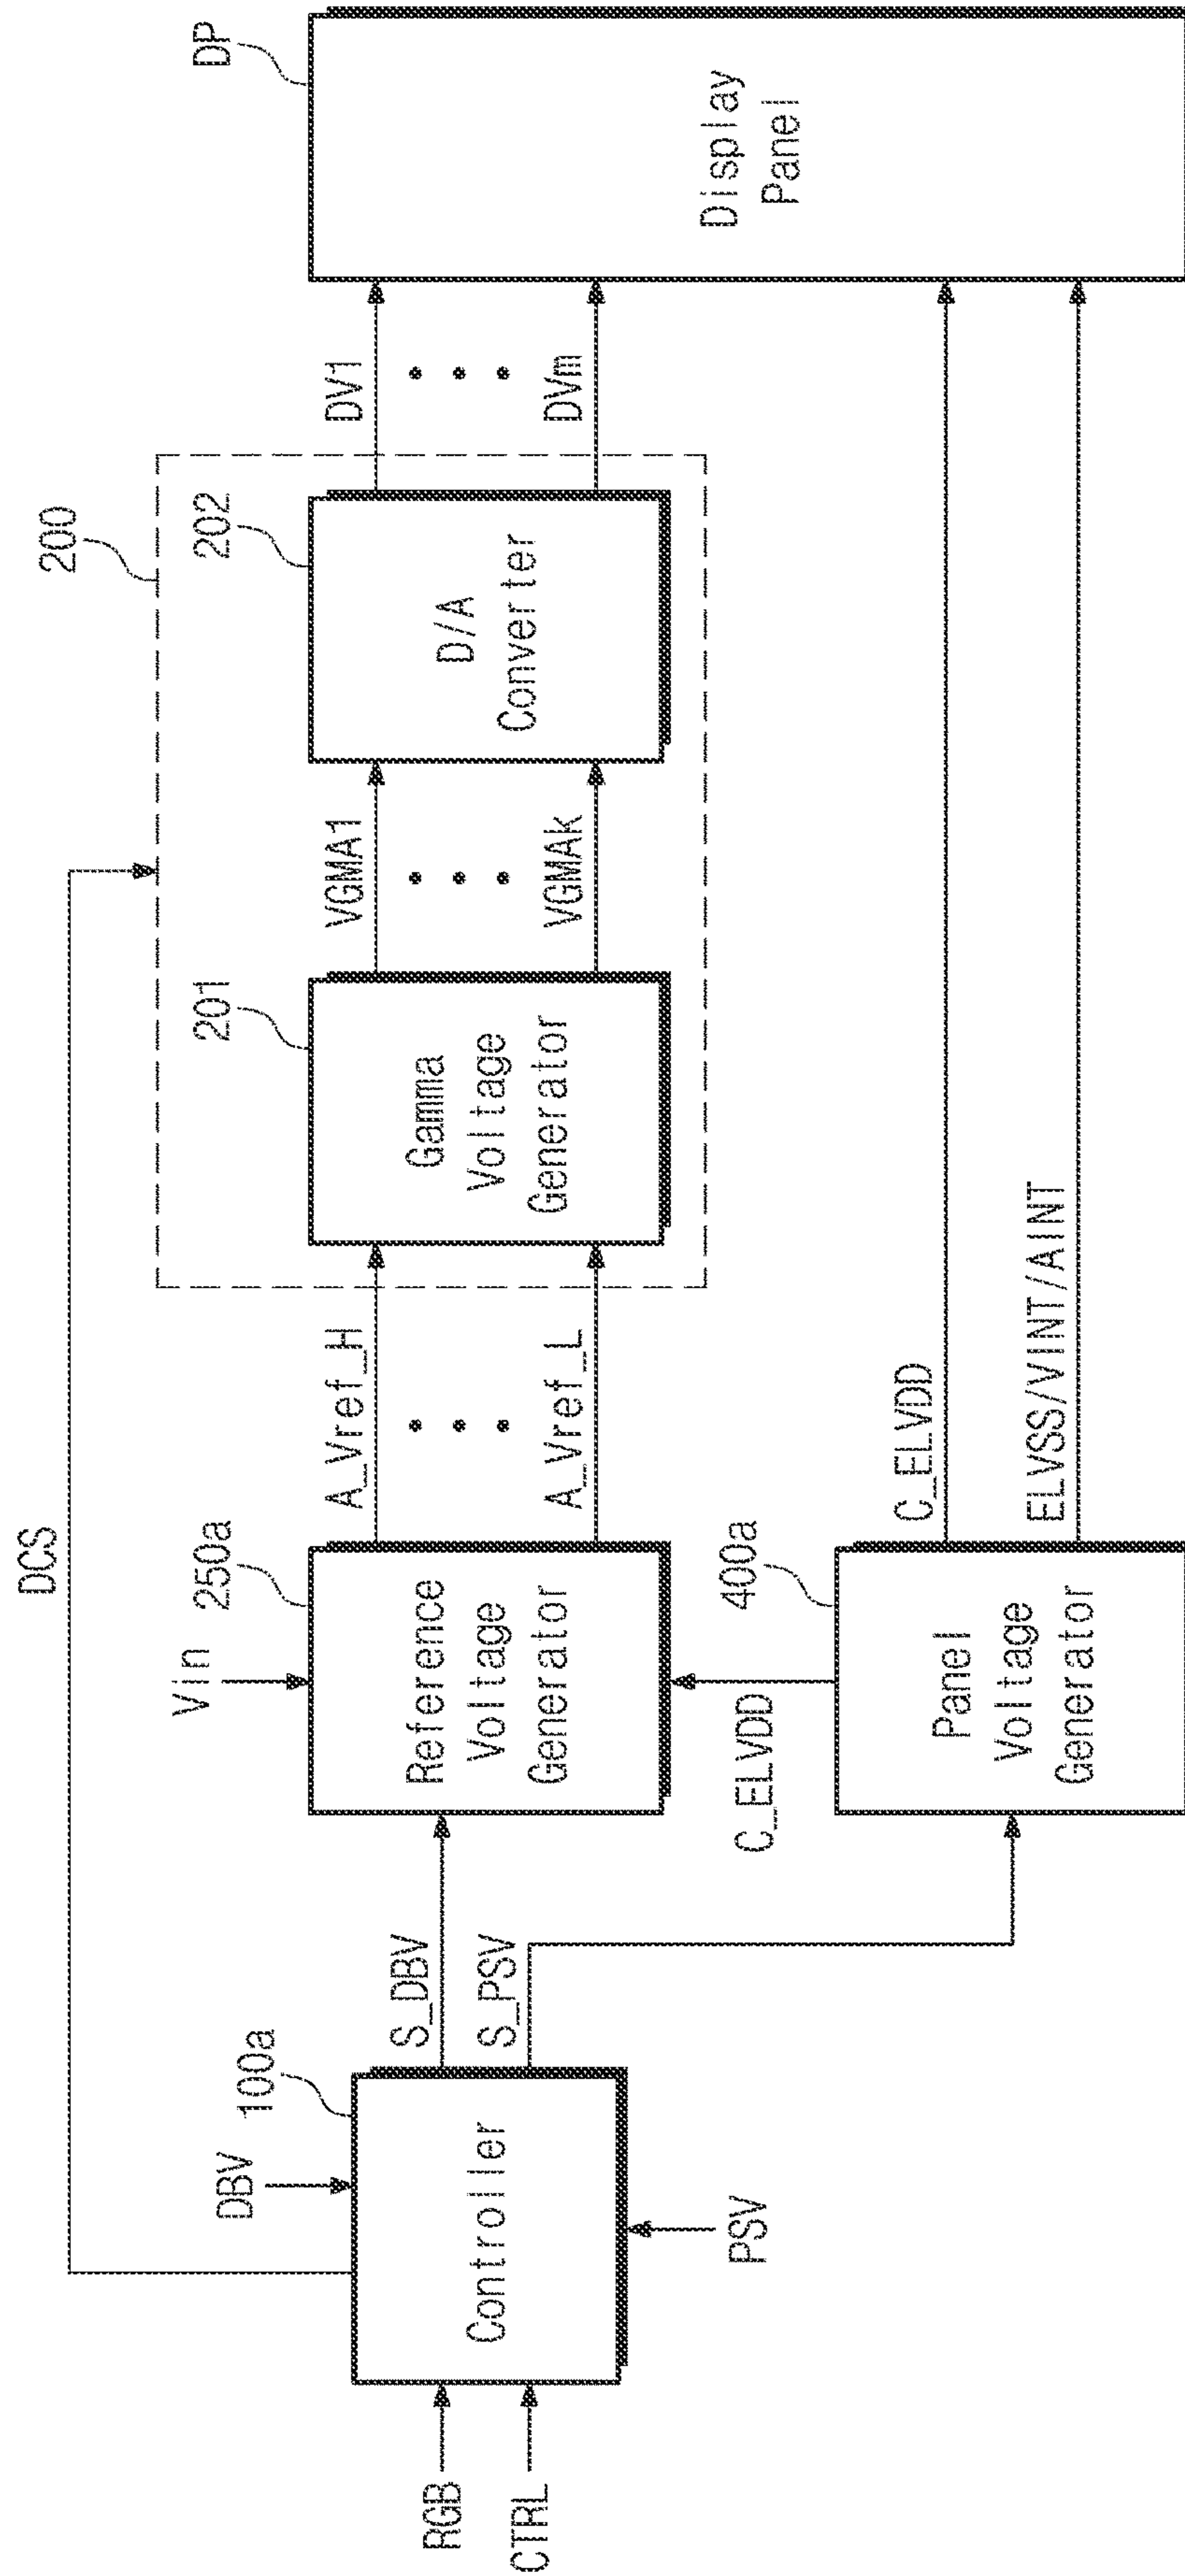 DCS
200
Vin
250a
201
202
DP
DBV
100a
S_DBV
S_PSV
A_Vref_H
A_Vref_L
VGMA1
VGMAk
DV1
DVm
RGB
CTRL
Controller
PSV
Reference
Voltage
Generator
Gamma
Voltage
Generator
D/A
Converter
Display
Panel
C_ELVDD
400a
Panel
Voltage
Generator
C_ELVDD
ELVSS/VINT/AINT